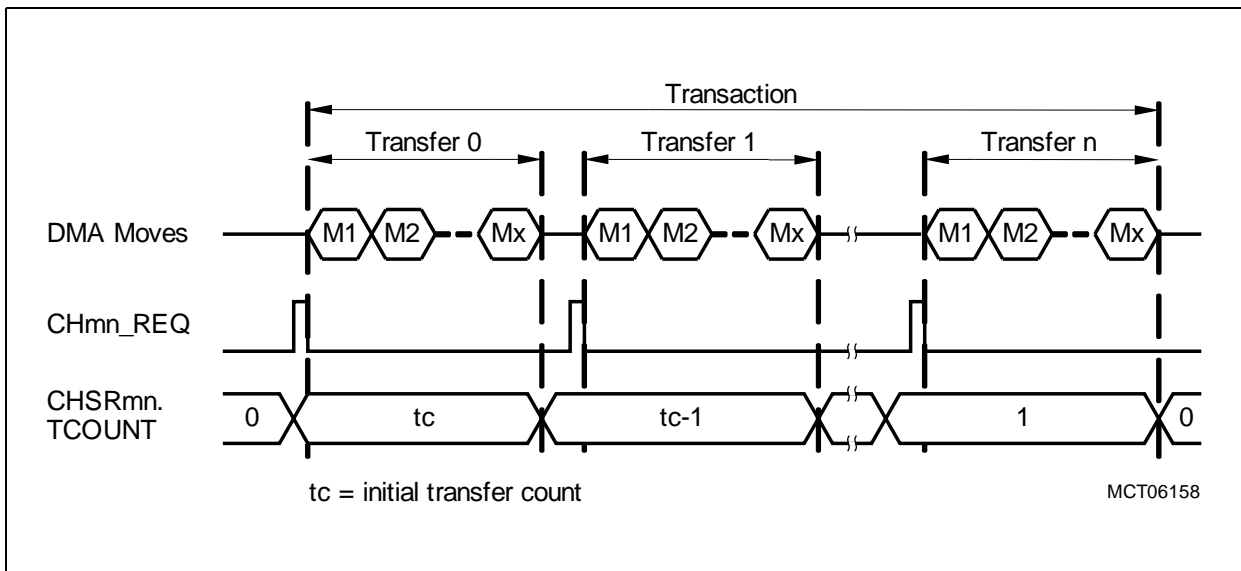 Transaction
Transfer 0
Transfer 1
Transfer n
DMA Moves
M1 M2 Mx M1 M2 Mx M1 M2 Mx
CHmn_REQ
CHSRmn.
TCOUNT
0 tc tc-1 1 0
tc = initial transfer count
MCT06158